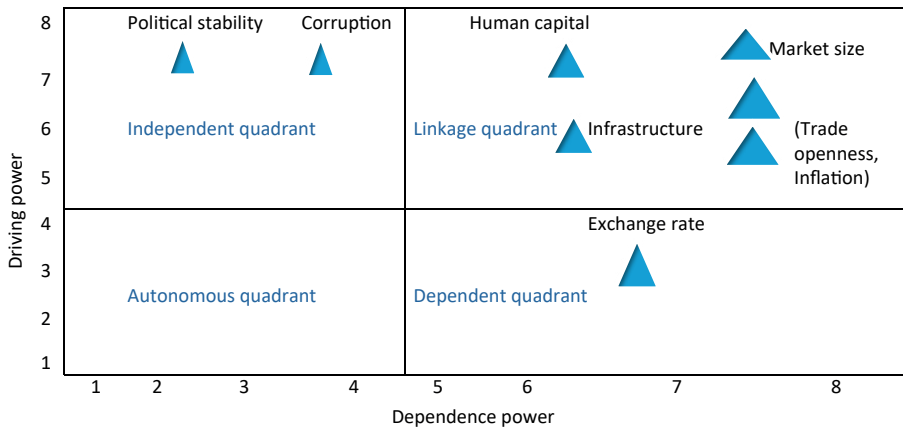 8
Political stability
Corruption
Human capital
Market size
7
6
Independent quadrant
Linkage quadrant
Infrastructure
(Trade
openness,
Inflation)
5
Driving power
4
Exchange rate
3
Autonomous quadrant
Dependent quadrant
2
1
1 2 3 4 5 6 7 8
Dependence power